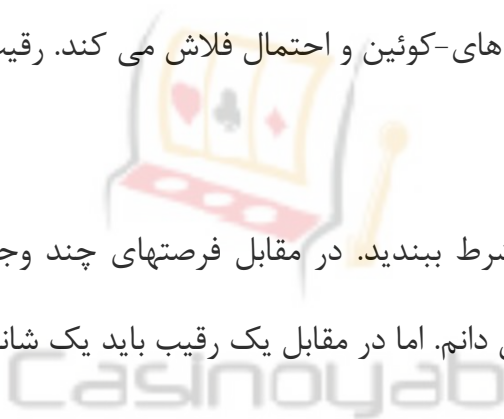 های-کوئین و احتمال فلاش می کند. رقیب
شرط ببندید. در مقابل فرصتهای چند وج
دانم. اما در مقابل یک رقیب باید یک شان
Casinoyab